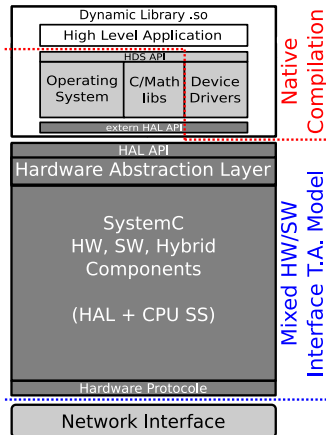 Dynamic Library .so
High Level Application
HDS API
Operating
System
C/Math
libs
Device
Drivers
extern HAL API
Native
Compilation
HAL API
Hardware Abstraction Layer
SystemC
HW, SW, Hybrid
Components
(HAL + CPU SS)
Hardware Protocole
Mixed HW/SW
Interface T.A. Model
Network Interface